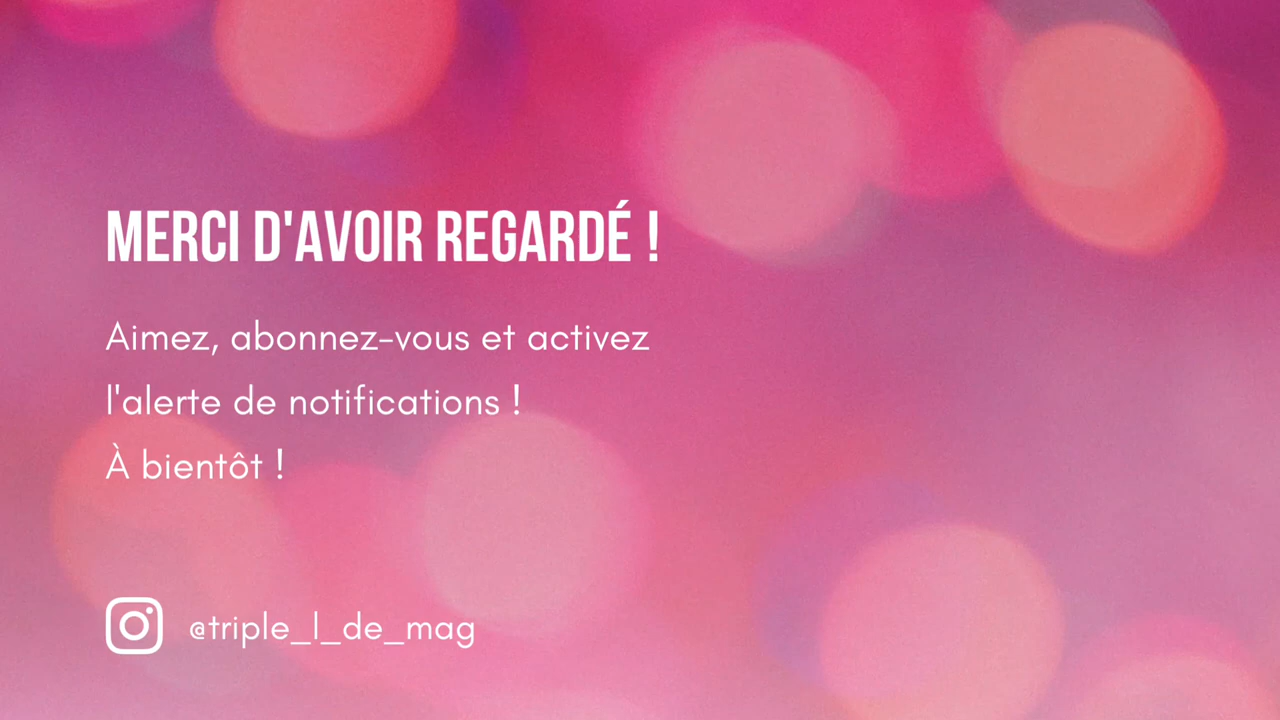 MERCI D'AVOIR REGARDÉ !
Aimez, abonnez-vous et activez
l'alerte de notifications !
À bientôt !
@triple_l_de_mag